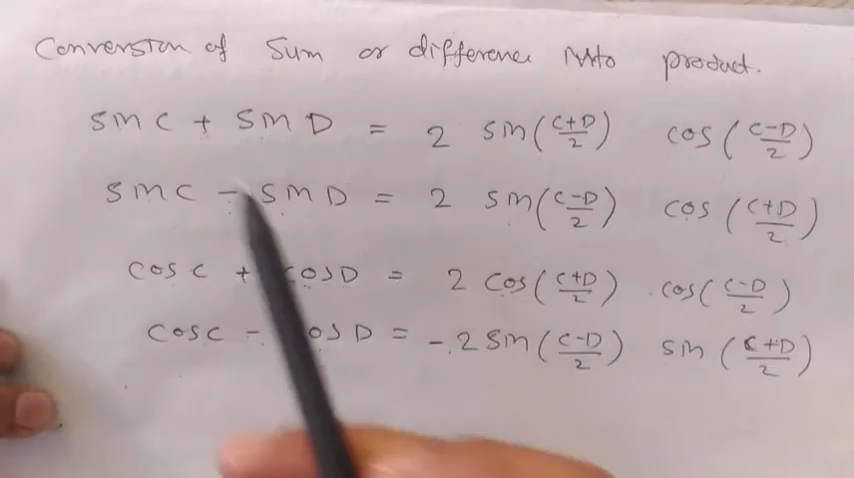 Conversion of Sum or difference into product.
sin C + sin D = 2 sin(C+D/2) cos(C-D/2)
sin C - sin D = 2 sin(C-D/2) cos(C+D/2)
cos C + cos D = 2 cos(C+D/2) cos(C-D/2)
cos C - cos D = -2 sin(C-D/2) sin(C+D/2)